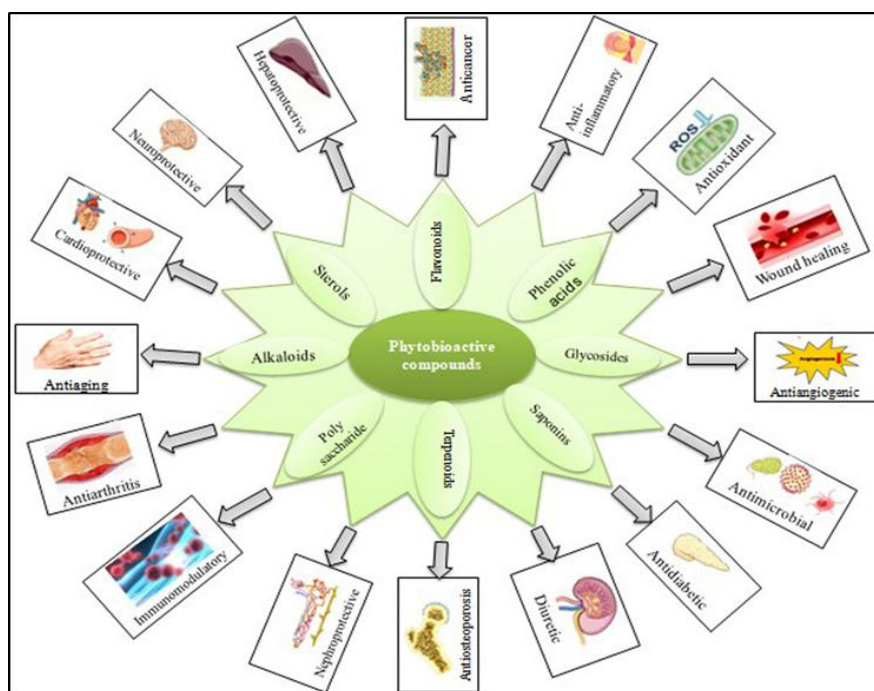 Anticancer
Anti-
inflammatory
ROS
Antioxidant
Wound healing
Angiogenesis
Antiangiogenic
Antimicrobial
Antidiabetic
Diuretic
Antiosteoporosis
Nephroprotective
Immunomodulatory
Antiarthritis
Antiaging
Cardioprotective
Neuroprotective
Hepatoprotective
Flavonoids
Phenolic
acids
Glycosides
Saponins
Terpenoids
Poly
saccharide
Alkaloids
Sterols
Phytobioactive
compounds